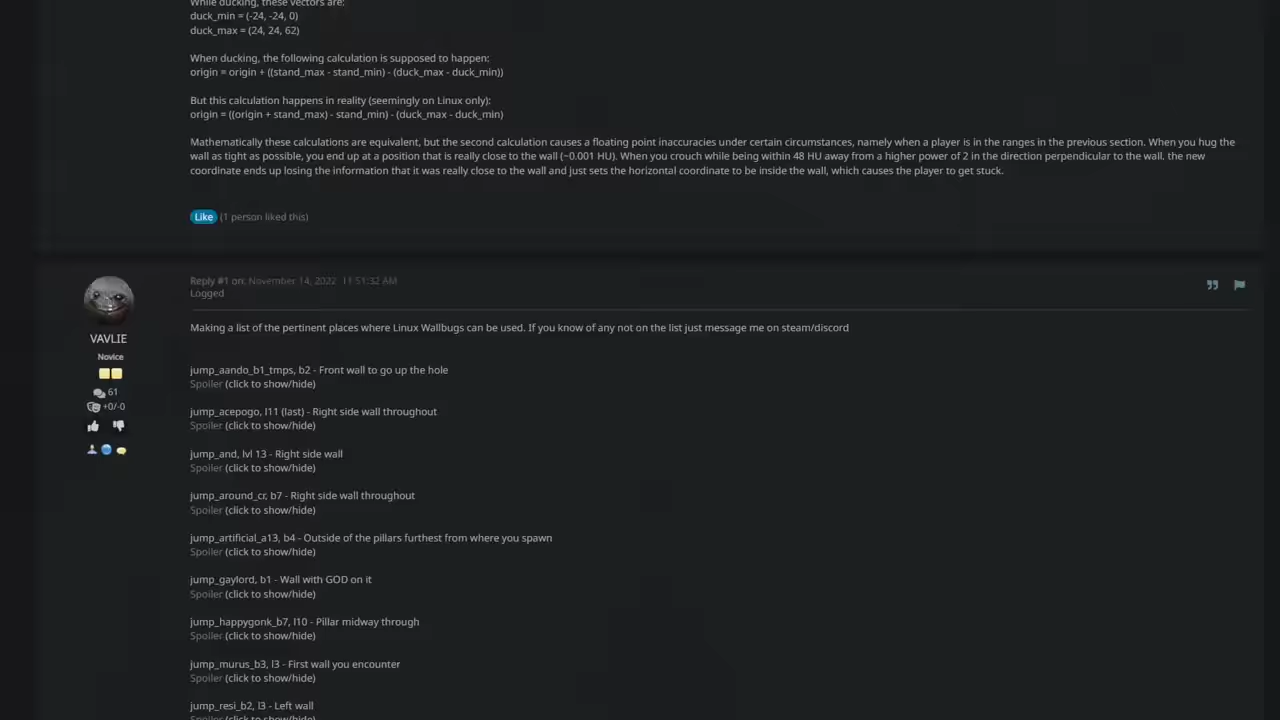 While ducking, these vectors are:
duck_min = (-24, -24, 0)
duck_max = (24, 24, 62)
When ducking, the following calculation is supposed to happen:
origin = origin + ((stand_max - stand_min) - (duck_max - duck_min))
But this calculation happens in reality (seemingly on Linux only):
origin = ((origin + stand_max) - stand_min) - (duck_max - duck_min)
Mathematically these calculations are equivalent, but the second calculation causes a floating point inaccuracies under certain circumstances, namely when a player is in the ranges in the previous section. When you hug the
wall as tight as possible, you end up at a position that is really close to the wall (~0.001 HU). When you crouch while being within 48 HU away from a higher power of 2 in the direction perpendicular to the wall. the new
coordinate ends up losing the information that it was really close to the wall and just sets the horizontal coordinate to be inside the wall, which causes the player to get stuck.
Like (1 person liked this)
Reply #1 on: November 14, 2022 11:51:32 AM
Logged
VAVLIE
Novice
61
+0/-0
Making a list of the pertinent places where Linux Wallbugs can be used. If you know of any not on the list just message me on steam/discord
jump_aando_b1_tmps, b2 - Front wall to go up the hole
Spoiler (click to show/hide)
jump_acepogo, l11 (last) - Right side wall throughout
Spoiler (click to show/hide)
jump_and, lvl 13 - Right side wall
Spoiler (click to show/hide)
jump_around_cr, b7 - Right side wall throughout
Spoiler (click to show/hide)
jump_artificial_a13, b4 - Outside of the pillars furthest from where you spawn
Spoiler (click to show/hide)
jump_gaylord, b1 - Wall with GOD on it
Spoiler (click to show/hide)
jump_happygonk_b7, l10 - Pillar midway through
Spoiler (click to show/hide)
jump_murus_b3, l3 - First wall you encounter
Spoiler (click to show/hide)
jump_resi_b2, l3 - Left wall
Spoiler (click to show/hide)